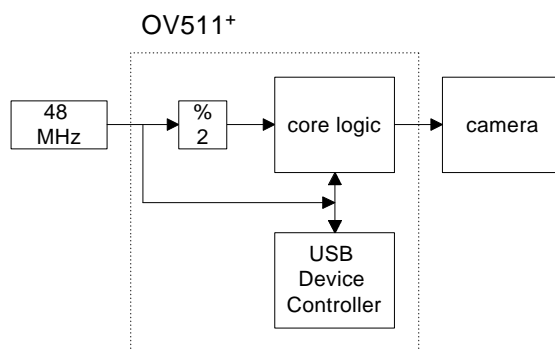 OV511+
48
MHz
%
2
core logic
camera
USB
Device
Controller